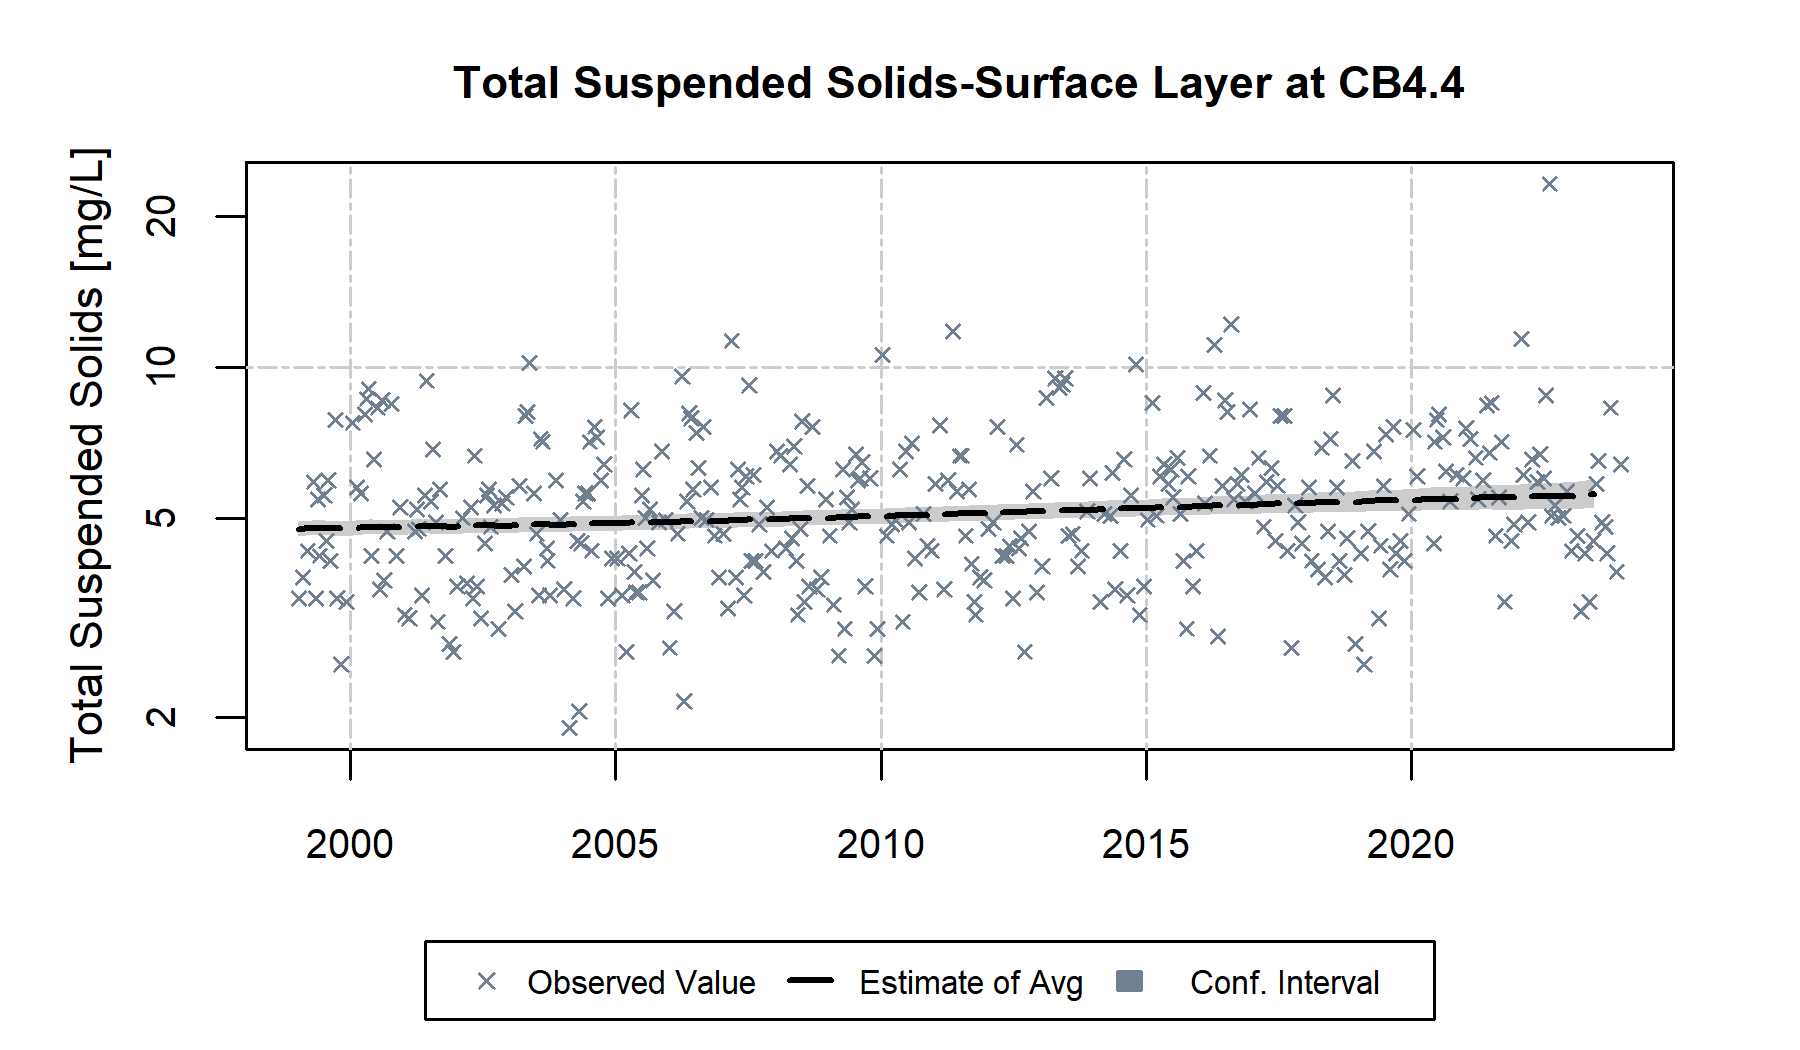 Total Suspended Solids-Surface Layer at CB4.4
Total Suspended Solids [mg/L]
20
10
5
2
2000 2005 2010 2015 2020
Observed Value Estimate of Avg Conf. Interval